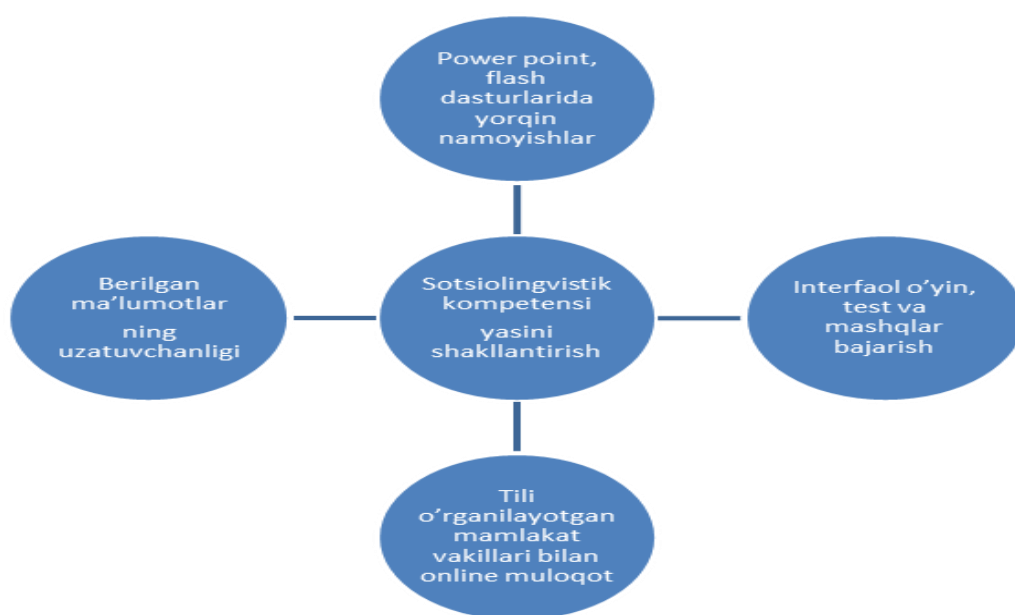 Power point,
flash
dasturlarida
yorqin
namoyishlar
Berilgan
ma’lumotlar
ning
uzatuvchanligi
Sotsiolingvistik
kompetensi
yasini
shakllantirish
Interfaol o’yin,
test va
mashqlar
bajarish
Tili
o’rganilayotgan
mamlakat
vakillari bilan
online muloqot